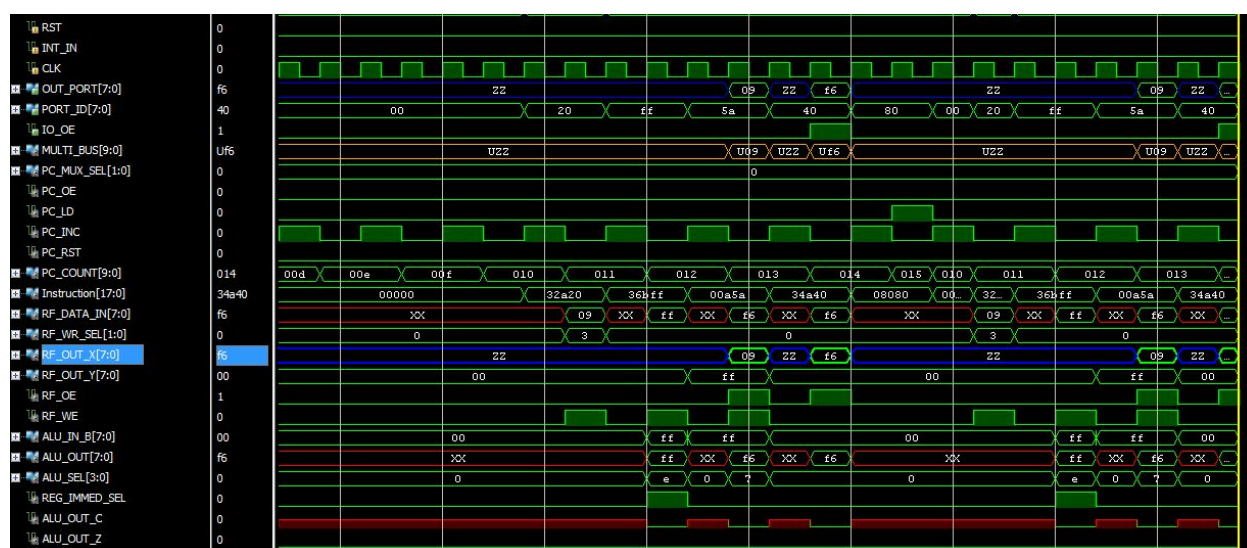 RST 0
INT_IN 0
CLK 0
OUT_PORT[7:0] f6 ZZ 09 ZZ f6 ZZ 09 ZZ ...
PORT_ID[7:0] 40 00 20 ff 5a 40 80 00 20 ff 5a 40
IO_OE 1
MULTI_BUS[9:0] Uf6 UZZ U09 UZZ Uf6 UZZ U09 UZZ ...
PC_MUX_SEL[1:0] 0 0
PC_OE 0
PC_LD 0
PC_INC 0
PC_RST 0
PC_COUNT[9:0] 014 00d 00e 00f 010 011 012 013 014 015 010 011 012 013 ...
Instruction[17:0] 34a40 00000 32a20 36bff 00a5a 34a40 08080 00... 32... 36bff 00a5a 34a40
RF_DATA_IN[7:0] f6 XX 09 XX ff XX f6 XX f6 XX 09 XX ff XX f6 XX ...
RF_WR_SEL[1:0] 0 0 3 0 3 0
RF_OUT_X[7:0] f6 ZZ 09 ZZ f6 ZZ 09 ZZ ...
RF_OUT_Y[7:0] 00 00 ff 00 ff 00
RF_OE 1
RF_WE 0
ALU_IN_B[7:0] 00 00 ff ff 00 ff ff 00
ALU_OUT[7:0] f6 XX ff XX f6 XX f6 XX ff XX f6 XX ...
ALU_SEL[3:0] 0 0 e 0 7 0 e 0 7 0
REG_IMMED_SEL 0
ALU_OUT_C 0
ALU_OUT_Z 0